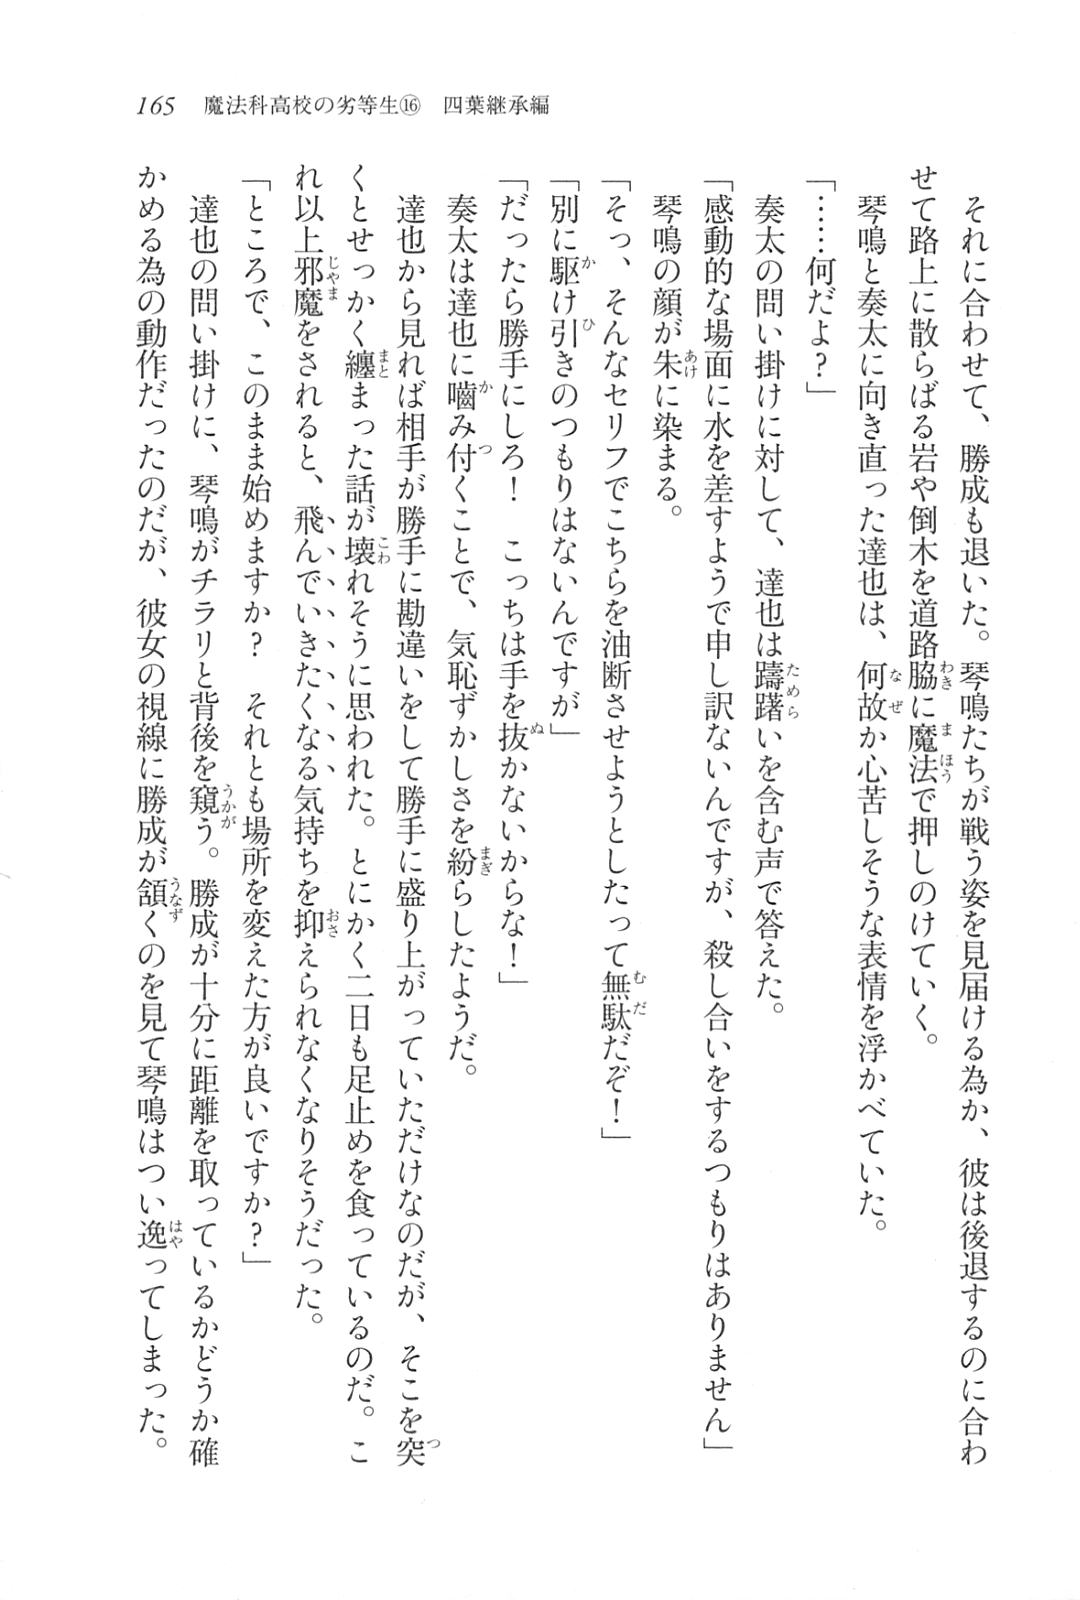 165　魔法科高校の劣等生⑯　四葉継承編
　それに合わせて、勝成も退いた。琴鳴たちが戦う姿を見届ける為か、彼は後退するのに合わ
せて路上に散らばる岩や倒木を道路脇に魔法で押しのけていく。
　琴鳴と奏太に向き直った達也は、何故か心苦しそうな表情を浮かべていた。
「……何だよ？」
　奏太の問い掛けに対して、達也は躊躇いを含む声で答えた。
「感動的な場面に水を差すようで申し訳ないんですが、殺し合いをするつもりはありません」
　琴鳴の顔が朱に染まる。
「そっ、そんなセリフでこちらを油断させようとしたって無駄だぞ！」
「別に駆け引きのつもりはないんですが」
「だったら勝手にしろ！　こっちは手を抜かないからな！」
　奏太は達也に嚙み付くことで、気恥ずかしさを紛らしたようだ。
　達也から見れば相手が勝手に勘違いをして勝手に盛り上がっていただけなのだが、そこを突
くとせっかく纏まった話が壊れそうに思われた。とにかく二日も足止めを食っているのだ。こ
れ以上邪魔をされると、飛んでいきたくなる気持ちを抑えられなくなりそうだった。
「ところで、このまま始めますか？　それとも場所を変えた方が良いですか？」
　達也の問い掛けに、琴鳴がチラリと背後を窺う。勝成が十分に距離を取っているかどうか確
かめる為の動作だったのだが、彼女の視線に勝成が頷くのを見て琴鳴はつい逸ってしまった。